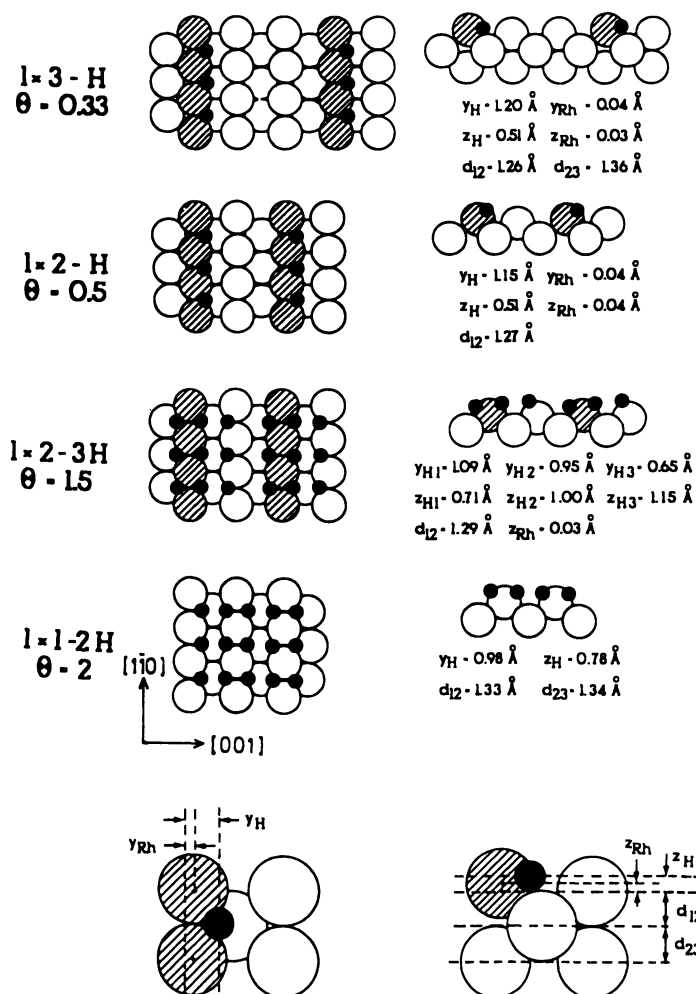 1×3-H
θ = 0.33
yH = 1.20 Å yRh = 0.04 Å
zH = 0.51 Å zRh = 0.03 Å
d12 = 1.26 Å d23 = 1.36 Å
1×2-H
θ = 0.5
yH = 1.15 Å yRh = 0.04 Å
zH = 0.51 Å zRh = 0.04 Å
d12 = 1.27 Å
1×2-3H
θ = 1.5
yH1 = 1.09 Å yH2 = 0.95 Å yH3 = 0.65 Å
zH1 = 0.71 Å zH2 = 1.00 Å zH3 = 1.15 Å
d12 = 1.29 Å zRh = 0.03 Å
1×1-2H
θ = 2
yH = 0.98 Å zH = 0.78 Å
d12 = 1.33 Å d23 = 1.34 Å
[11̄0]
[001]
yH
yRh
zRh
zH
d12
d23